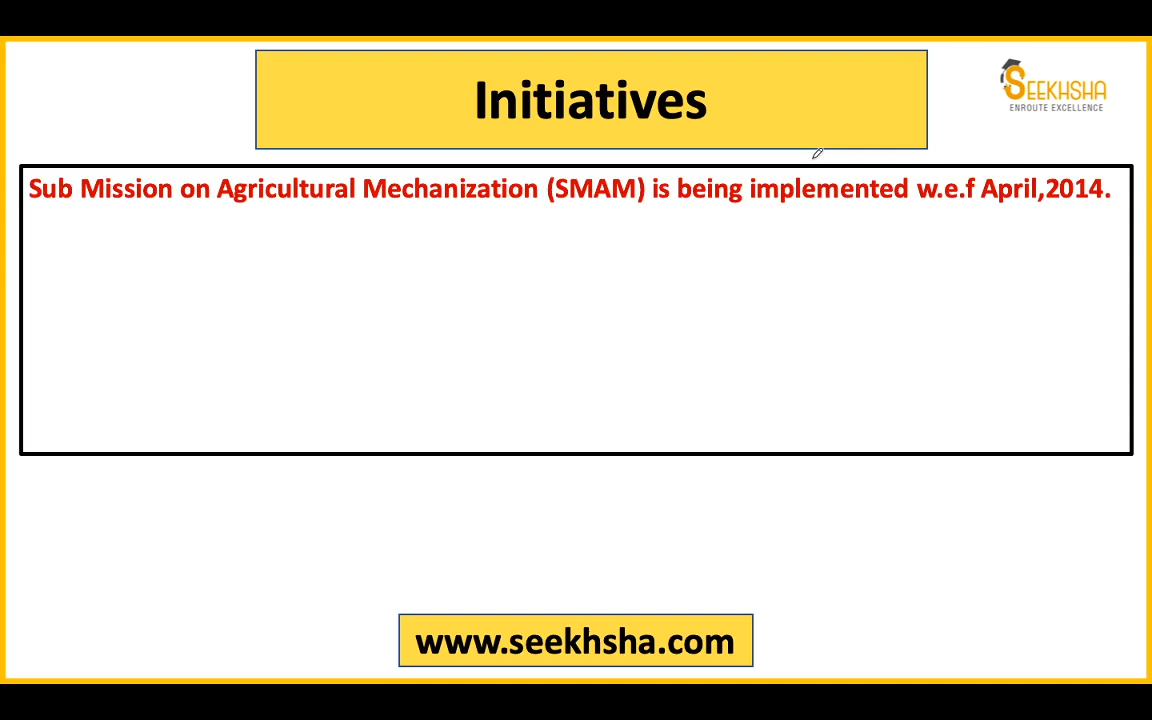 Initiatives
SEEKHSHA
ENROUTE EXCELLENCE
Sub Mission on Agricultural Mechanization (SMAM) is being implemented w.e.f April,2014.
www.seekhsha.com